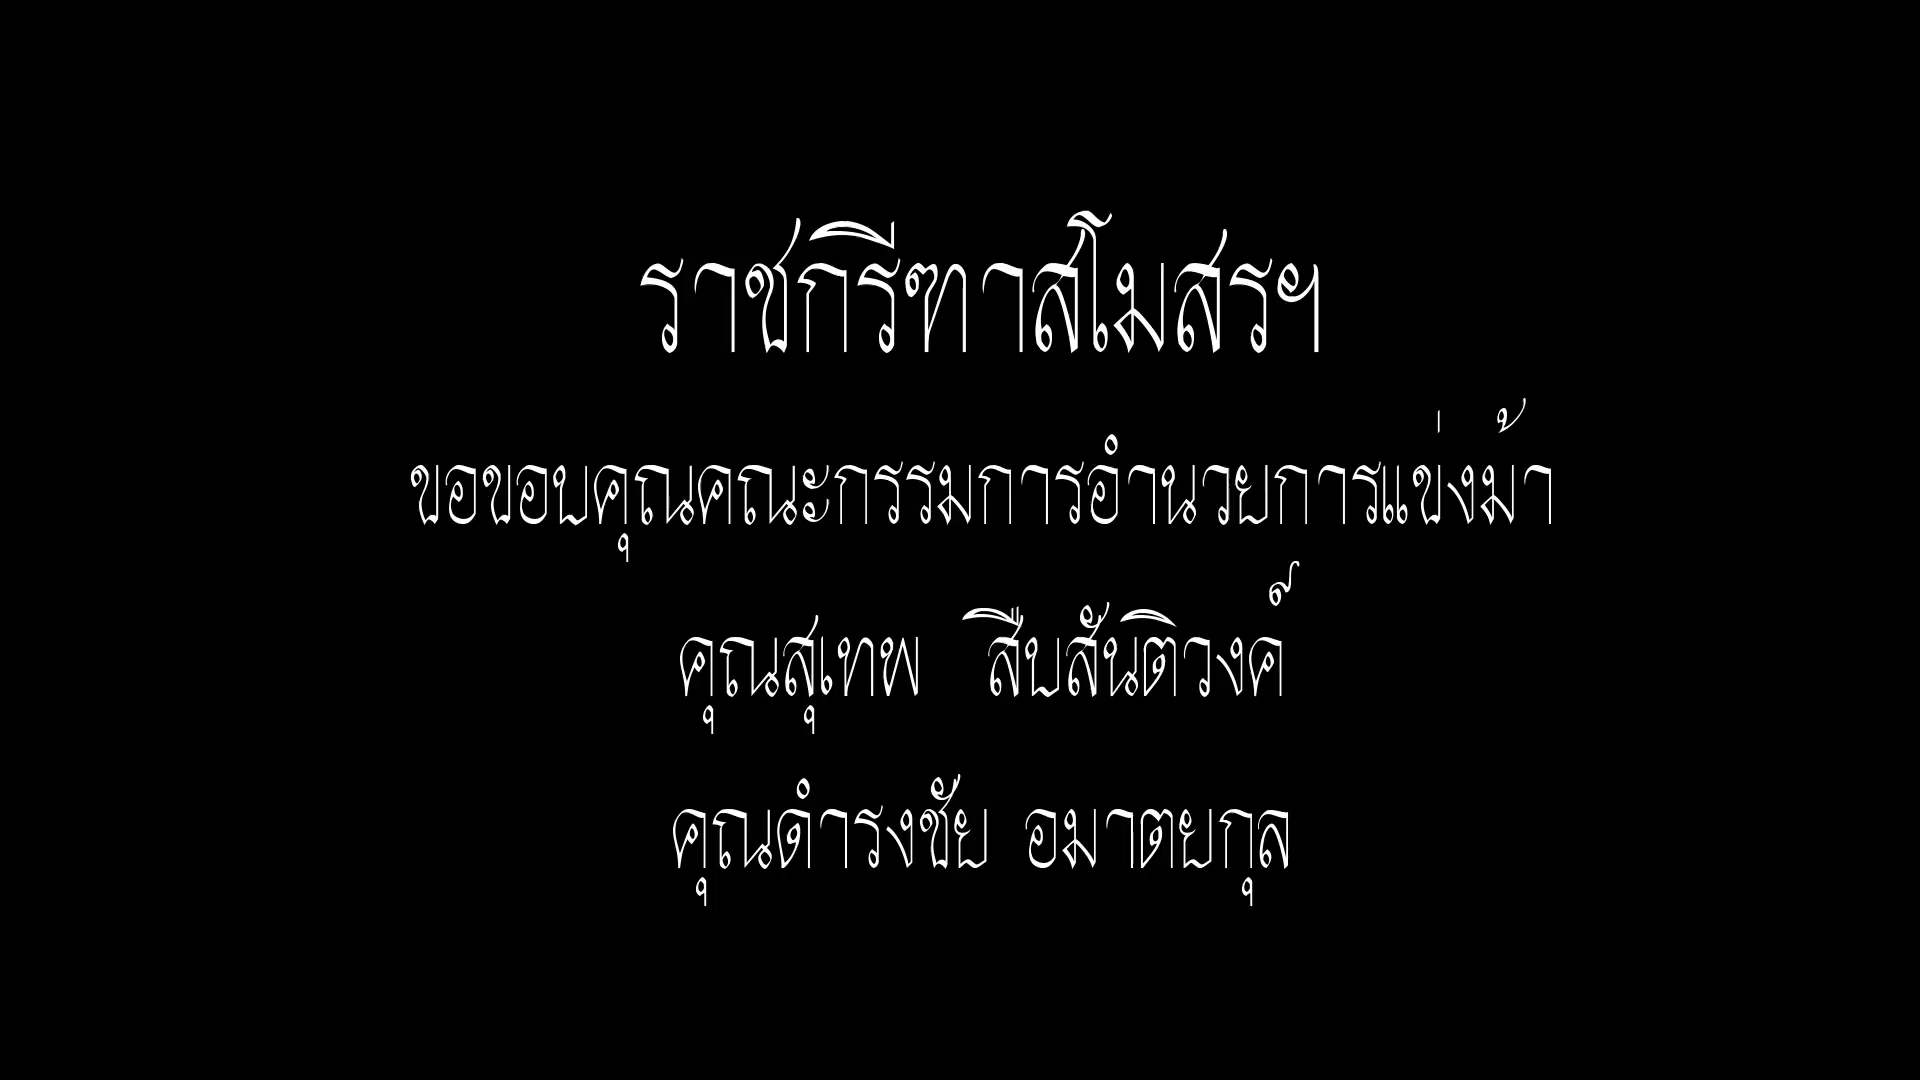 ราชกรีฑาสโมสรฯ
ขอขอบคุณคณะกรรมการอำนวยการแข่งม้า
คุณสุเทพ สืบสันติวงค์
คุณดำรงชัย อมาตยกุล